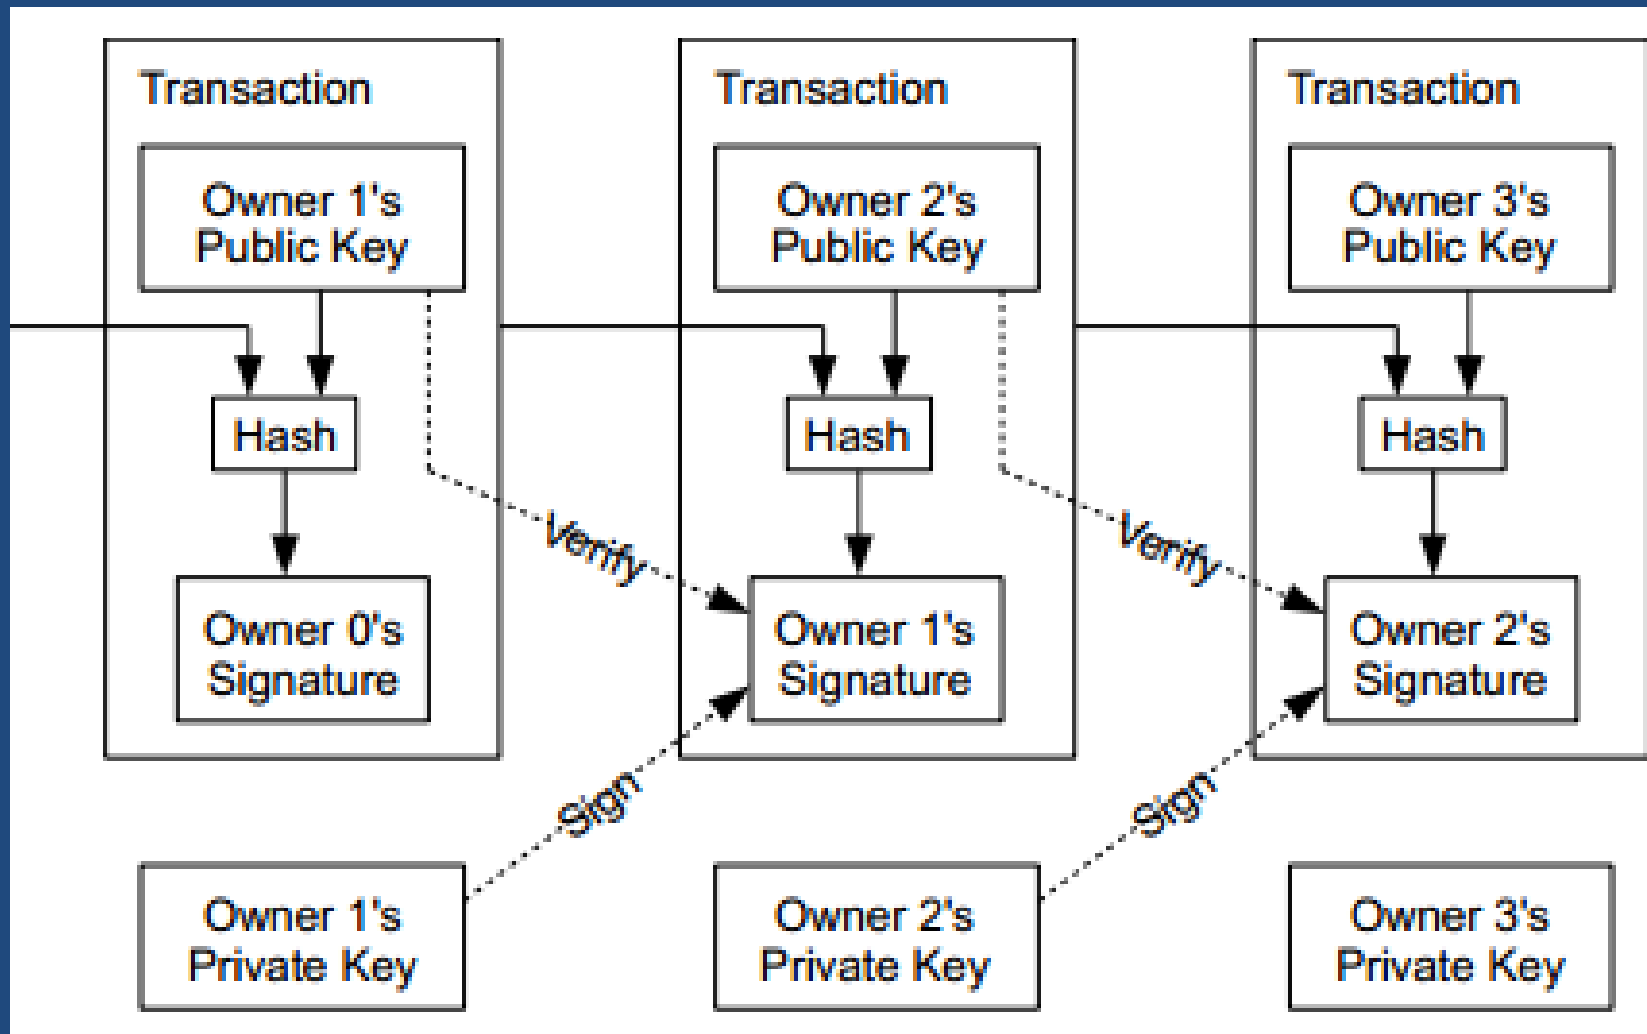 Transaction
Owner 1's
Public Key
Hash
Owner 0's
Signature
Transaction
Owner 2's
Public Key
Hash
Verify
Owner 1's
Signature
Sign
Transaction
Owner 3's
Public Key
Hash
Verify
Owner 2's
Signature
Sign
Owner 1's
Private Key
Owner 2's
Private Key
Owner 3's
Private Key